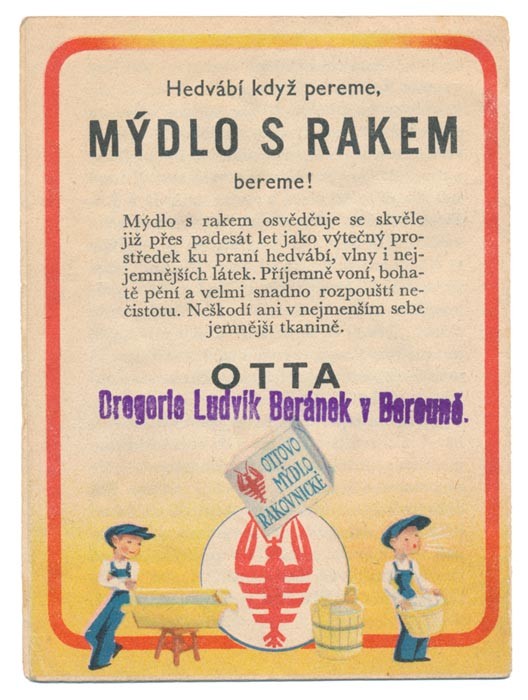 Hedvábí když pereme,
MÝDLO S RAKEM
bereme!
Mýdlo s rakem osvědčuje se skvěle
již přes padesát let jako výtečný pro-
středek ku praní hedvábí, vlny i nej-
jemnějších látek. Příjemně voní, boha-
tě pění a velmi snadno rozpouští ne-
čistotu. Neškodí ani v nejmenším sebe
jemnější tkanině.
OTTA
Drogerie Ludvík Beránek v Berouně.
OTTOVO
MÝDLO
RAKOVNICKÉ